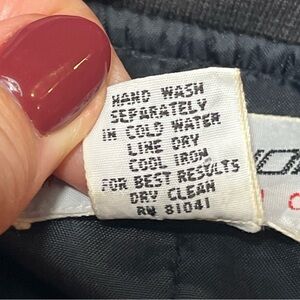 HAND WASH
SEPARATELY
IN COLD WATER
LINE DRY
COOL IRON
FOR BEST RESULTS
DRY CLEAN
RN 81041